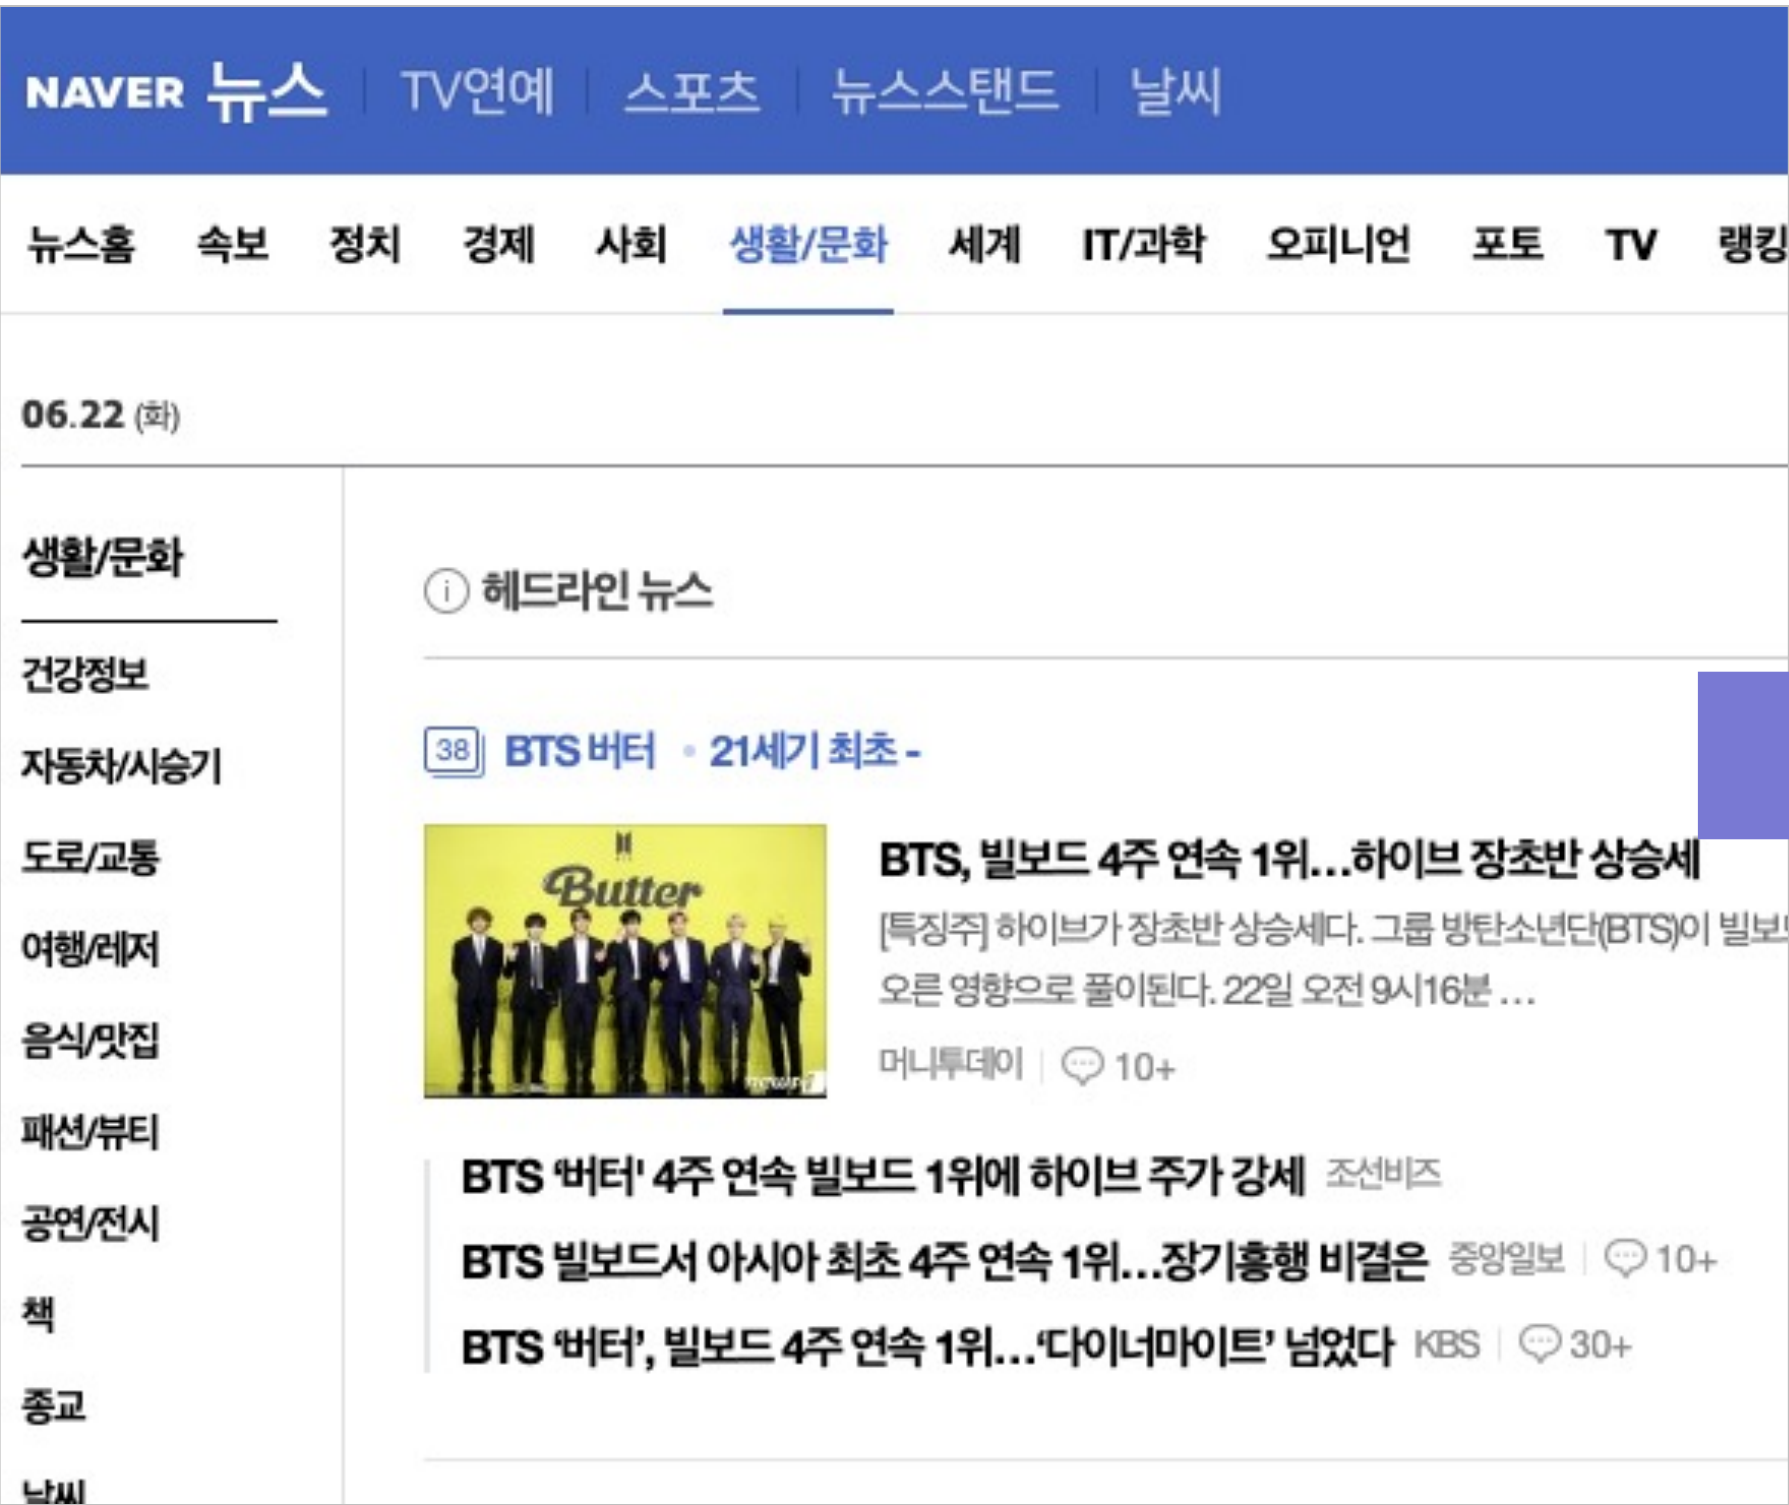 NAVER 뉴스 TV연예 스포츠 뉴스스탠드 날씨
뉴스홈 속보 정치 경제 사회 생활/문화 세계 IT/과학 오피니언 포토 TV 랭킹
06.22 (화)
생활/문화
건강정보
자동차/시승기
도로/교통
여행/레저
음식/맛집
패션/뷰티
공연/전시
책
종교
날씨
헤드라인 뉴스
38 BTS 버터 • 21세기 최초 -
Butter
news1
BTS, 빌보드 4주 연속 1위…하이브 장초반 상승세
[특징주] 하이브가 장초반 상승세다. 그룹 방탄소년단(BTS)이 빌보
오른 영향으로 풀이된다. 22일 오전 9시16분 …
머니투데이 10+
BTS ‘버터' 4주 연속 빌보드 1위에 하이브 주가 강세 조선비즈
BTS 빌보드서 아시아 최초 4주 연속 1위…장기흥행 비결은 중앙일보 10+
BTS ‘버터’, 빌보드 4주 연속 1위…‘다이너마이트’ 넘었다 KBS 30+